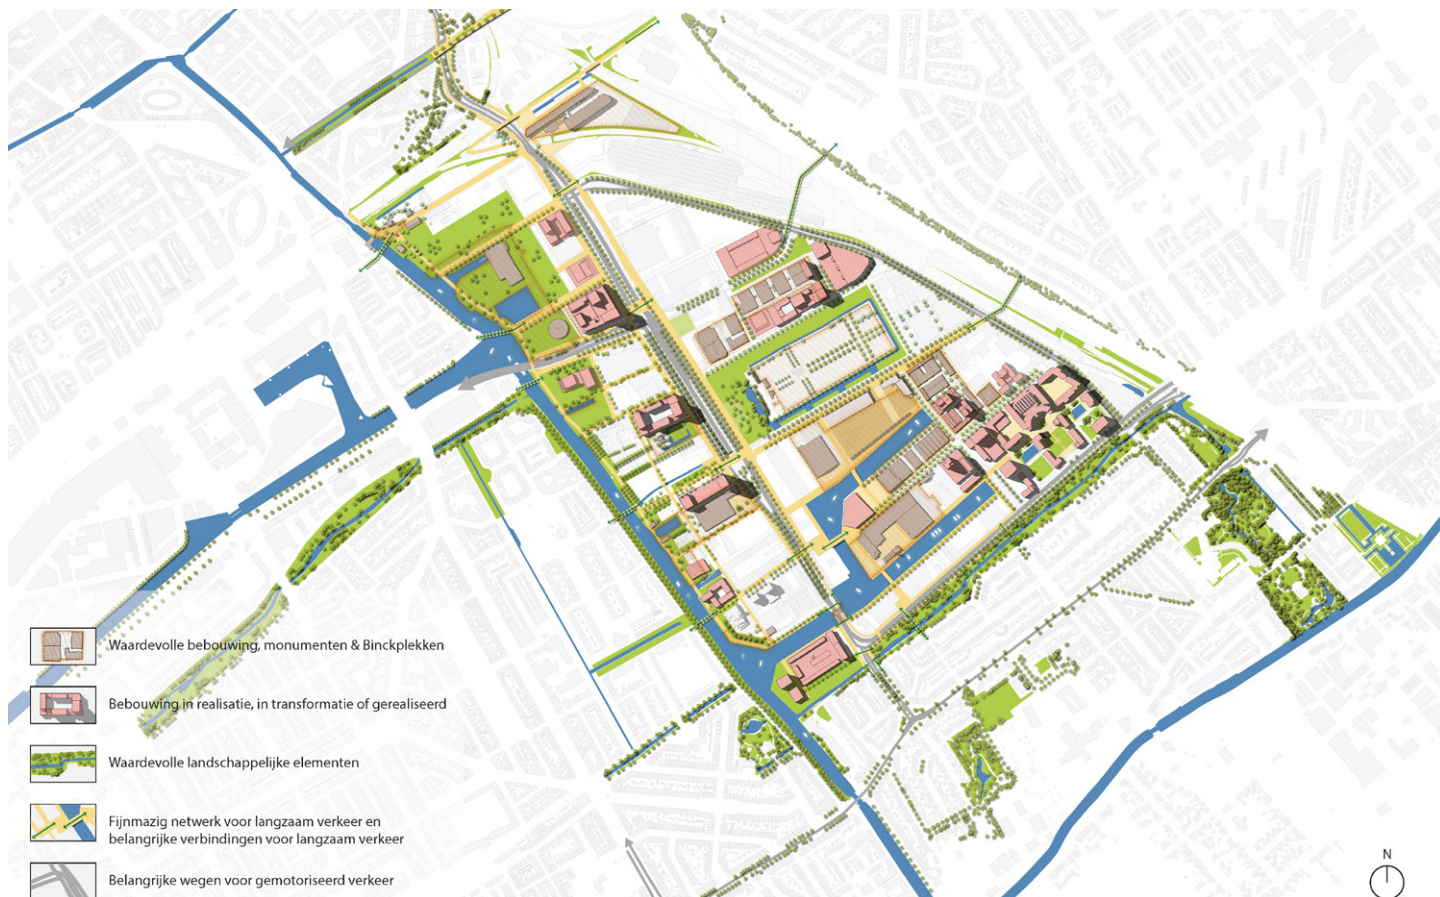 Waardevolle bebouwing, monumenten & Binckplekken
Bebouwing in realisatie, in transformatie of gerealiseerd
Waardevolle landschappelijke elementen
Fijnmazig netwerk voor langzaam verkeer en
belangrijke verbindingen voor langzaam verkeer
Belangrijke wegen voor gemotoriseerd verkeer
N